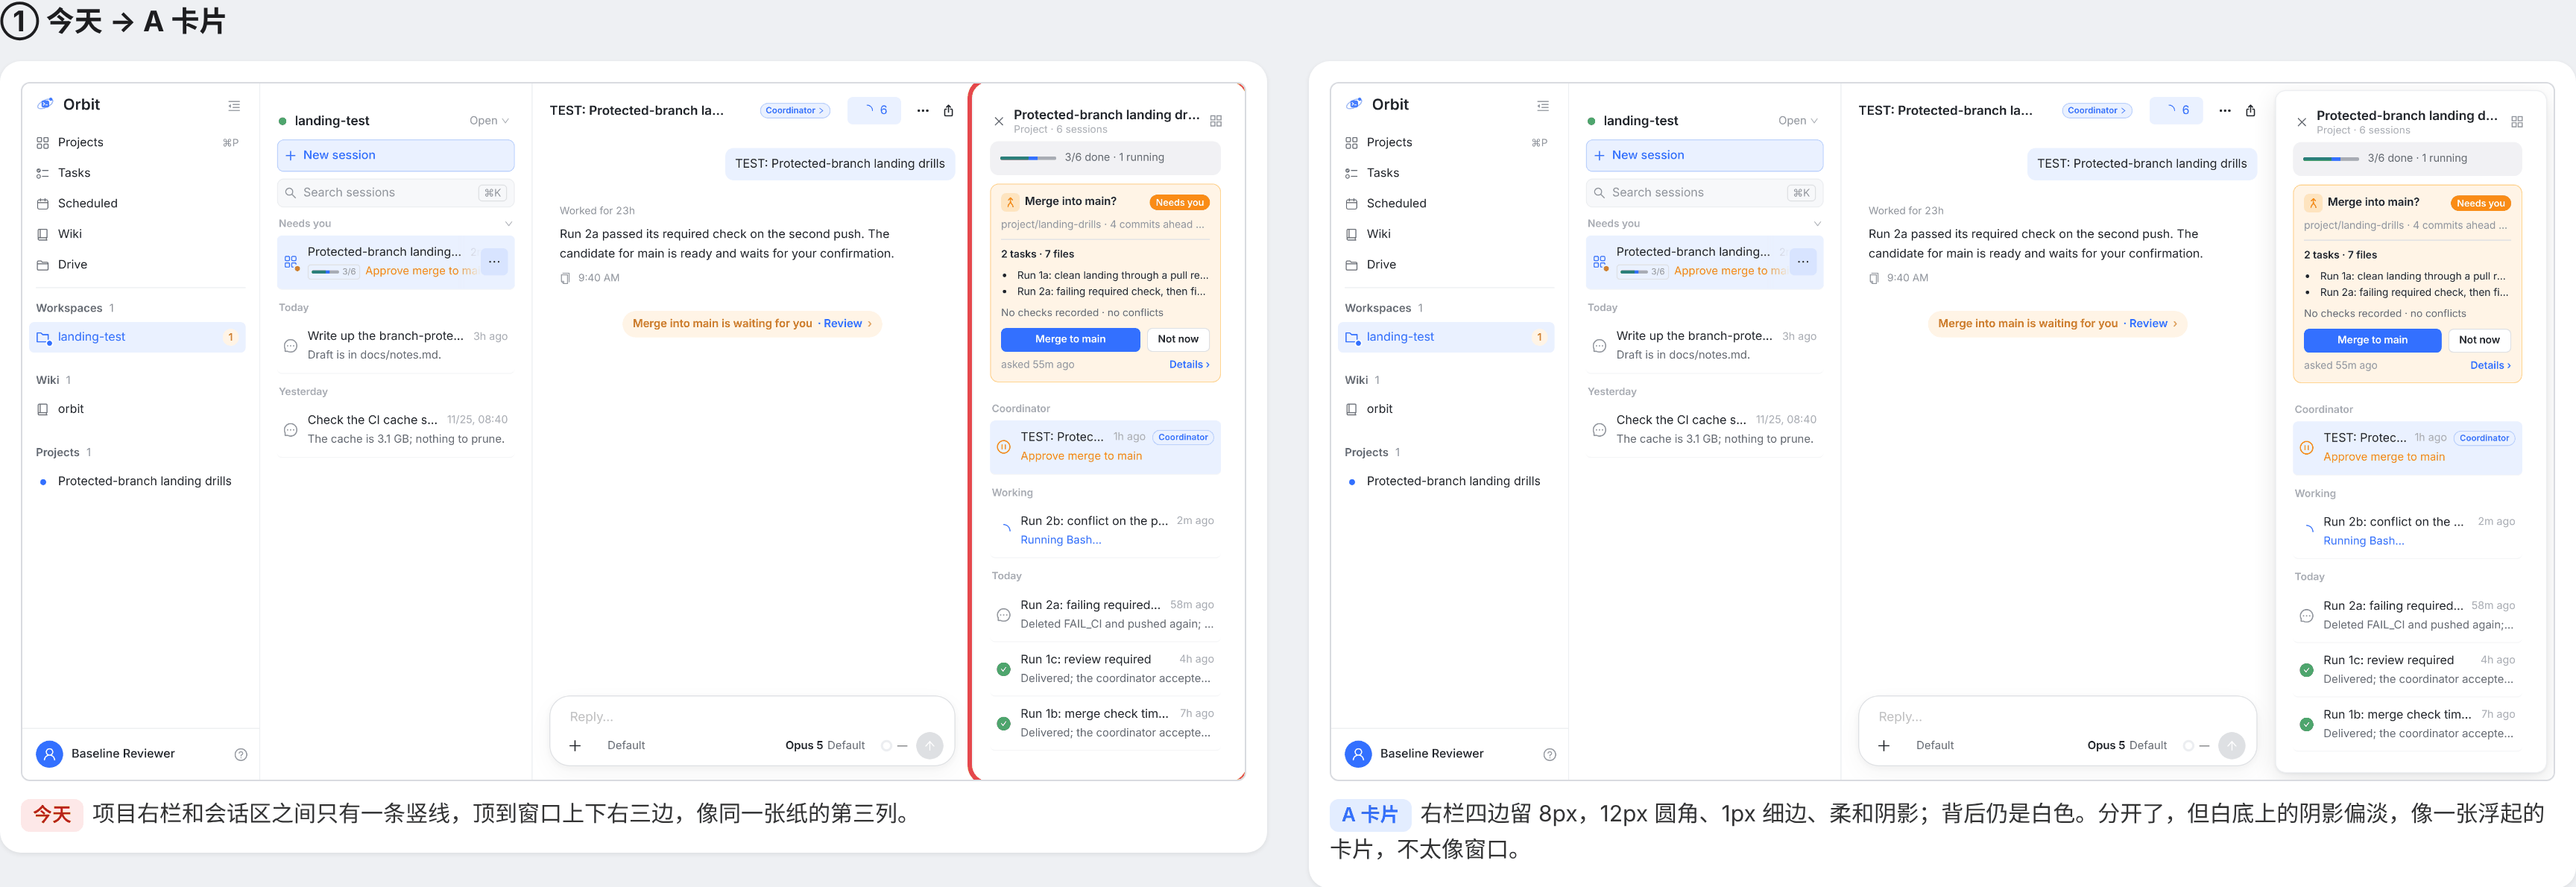 ① 今天 → A 卡片
Orbit
Projects ⌘P
Tasks
Scheduled
Wiki
Drive
Workspaces 1
landing-test 1
Wiki 1
orbit
Projects 1
Protected-branch landing drills
Baseline Reviewer
landing-test Open
New session
Search sessions ⌘K
Needs you
Protected-branch landing...
3/6 Approve merge to ma
Today
Write up the branch-prote... 3h ago
Draft is in docs/notes.md.
Yesterday
Check the CI cache s... 11/25, 08:40
The cache is 3.1 GB; nothing to prune.
TEST: Protected-branch la... Coordinator > 6
TEST: Protected-branch landing drills
Worked for 23h
Run 2a passed its required check on the second push. The
candidate for main is ready and waits for your confirmation.
9:40 AM
Merge into main is waiting for you · Review ›
Reply...
Default Opus 5 Default
Protected-branch landing dr...
Project · 6 sessions
3/6 done · 1 running
Merge into main? Needs you
project/landing-drills · 4 commits ahead ...
2 tasks · 7 files
• Run 1a: clean landing through a pull re...
• Run 2a: failing required check, then fi...
No checks recorded · no conflicts
Merge to main Not now
asked 55m ago Details ›
Coordinator
TEST: Protec... 1h ago Coordinator
Approve merge to main
Working
Run 2b: conflict on the p... 2m ago
Running Bash...
Today
Run 2a: failing required... 58m ago
Deleted FAIL_CI and pushed again; ...
Run 1c: review required 4h ago
Delivered; the coordinator accepte...
Run 1b: merge check tim... 7h ago
Delivered; the coordinator accepte...
今天 项目右栏和会话区之间只有一条竖线，顶到窗口上下右三边，像同一张纸的第三列。
Orbit
Projects ⌘P
Tasks
Scheduled
Wiki
Drive
Workspaces 1
landing-test 1
Wiki 1
orbit
Projects 1
Protected-branch landing drills
Baseline Reviewer
landing-test Open
New session
Search sessions ⌘K
Needs you
Protected-branch landing...
3/6 Approve merge to ma
Today
Write up the branch-prote... 3h ago
Draft is in docs/notes.md.
Yesterday
Check the CI cache s... 11/25, 08:40
The cache is 3.1 GB; nothing to prune.
TEST: Protected-branch la... Coordinator > 6
TEST: Protected-branch landing drills
Worked for 23h
Run 2a passed its required check on the second push. The
candidate for main is ready and waits for your confirmation.
9:40 AM
Merge into main is waiting for you · Review ›
Reply...
Default Opus 5 Default
Protected-branch landing d...
Project · 6 sessions
3/6 done · 1 running
Merge into main? Needs you
project/landing-drills · 4 commits ahead ...
2 tasks · 7 files
• Run 1a: clean landing through a pull r...
• Run 2a: failing required check, then fi...
No checks recorded · no conflicts
Merge to main Not now
asked 55m ago Details ›
Coordinator
TEST: Protec... 1h ago Coordinator
Approve merge to main
Working
Run 2b: conflict on the ... 2m ago
Running Bash...
Today
Run 2a: failing required... 58m ago
Deleted FAIL_CI and pushed again;...
Run 1c: review required 4h ago
Delivered; the coordinator accepte...
Run 1b: merge check tim... 7h ago
Delivered; the coordinator accepte...
A 卡片 右栏四边留 8px，12px 圆角、1px 细边、柔和阴影；背后仍是白色。分开了，但白底上的阴影偏淡，像一张浮起的
卡片，不太像窗口。